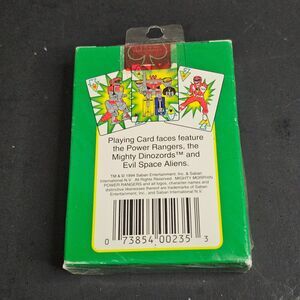 Playing Card faces feature
the Power Rangers, the
Mighty Dinozords™ and
Evil Space Aliens.
TM & © 1994 Saban Entertainment, Inc. & Saban
International N.V. All Rights Reserved. MIGHTY MORPHIN
POWER RANGERS and all logos, character names and
distinctive likenesses thereof are trademarks of Saban
Entertainment, Inc., and Saban International N.V.
0 73854 00235 3